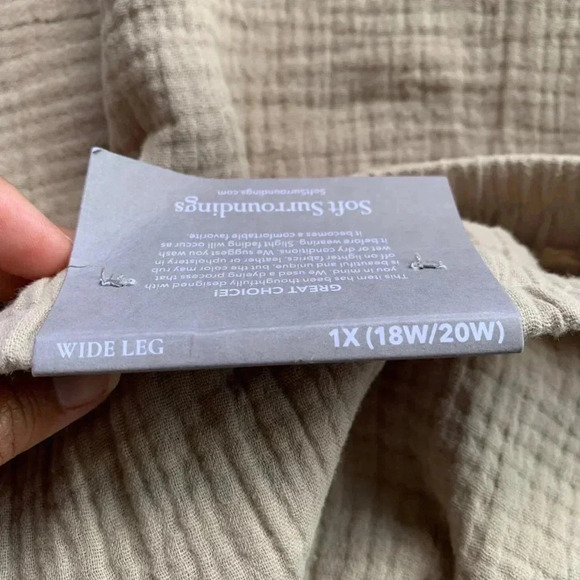 WIDE LEG
1X (18W/20W)
GREAT CHOICE!
This item has been thoughtfully designed with
you in mind. We used a dyeing process that
is beautiful and unique, but the color may rub
off on lighter fabrics, leather or upholstery in
wet or dry conditions. We suggest you wash
it before wearing. Slight fading will occur as
it becomes a comfortable favorite.
Soft Surroundings
SoftSurroundings.com